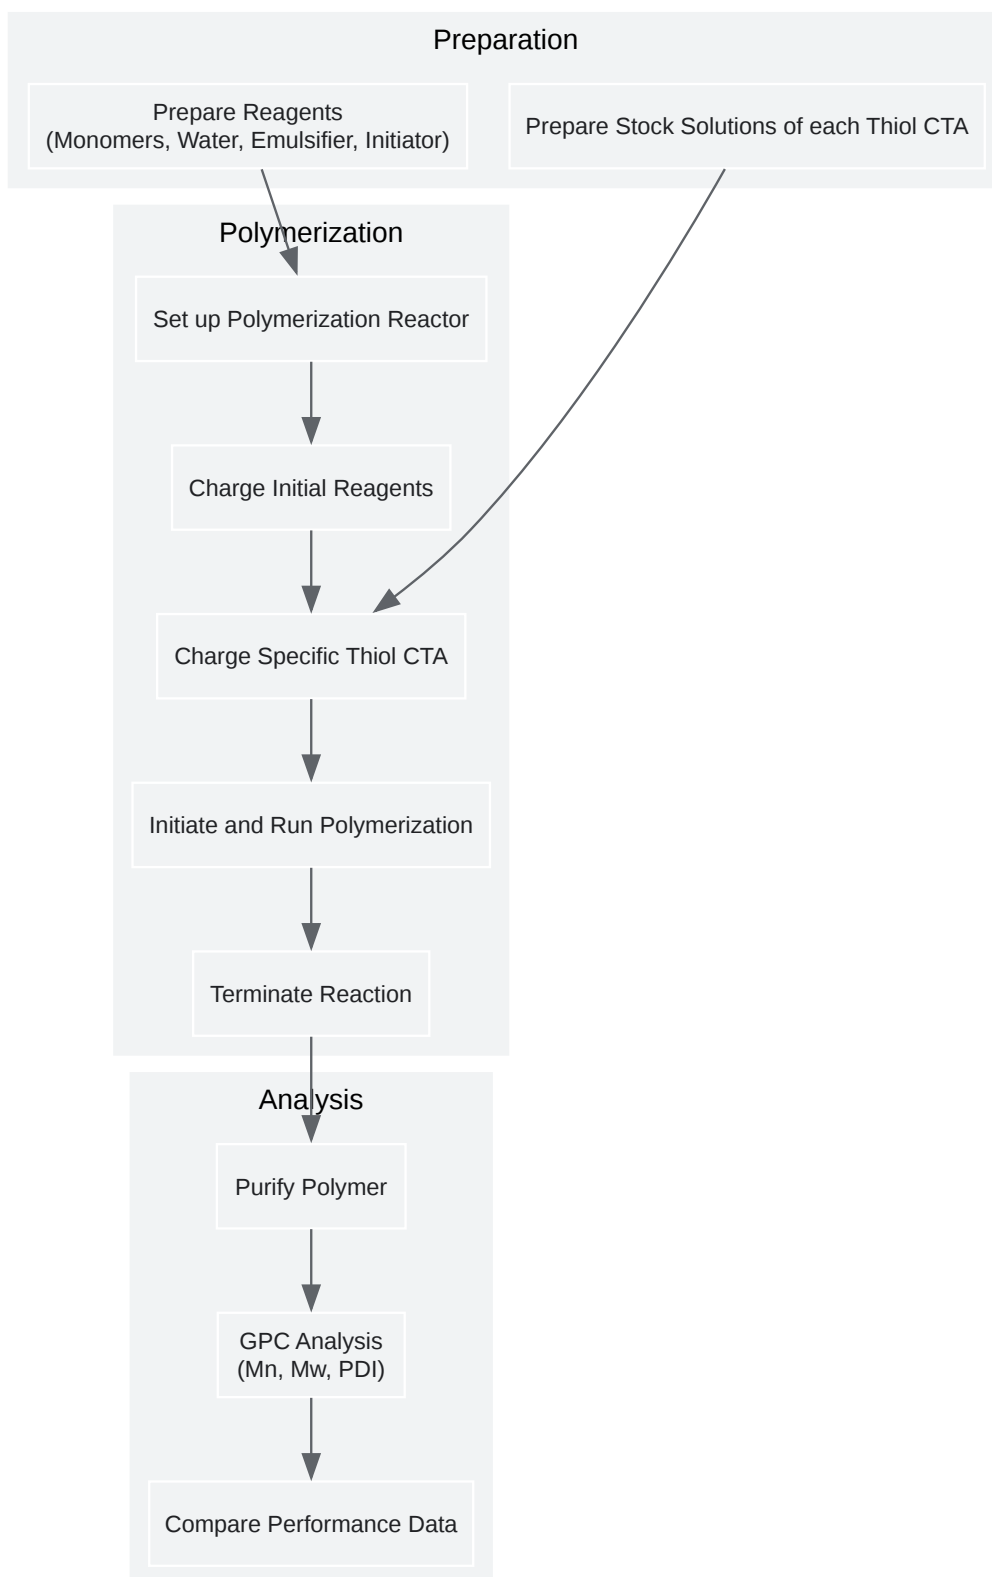 Preparation
Prepare Reagents
(Monomers, Water, Emulsifier, Initiator)
Prepare Stock Solutions of each Thiol CTA
Polymerization
Set up Polymerization Reactor
Charge Initial Reagents
Charge Specific Thiol CTA
Initiate and Run Polymerization
Terminate Reaction
Analysis
Purify Polymer
GPC Analysis
(Mn, Mw, PDI)
Compare Performance Data